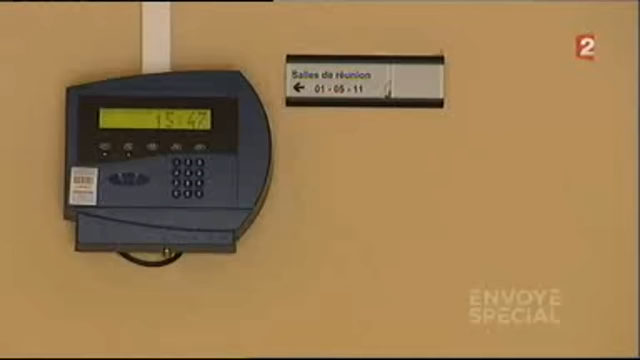 15:47
Salles de réunion
← 01 - 05 - 11
2
ENVOYÉ
SPÉCIAL